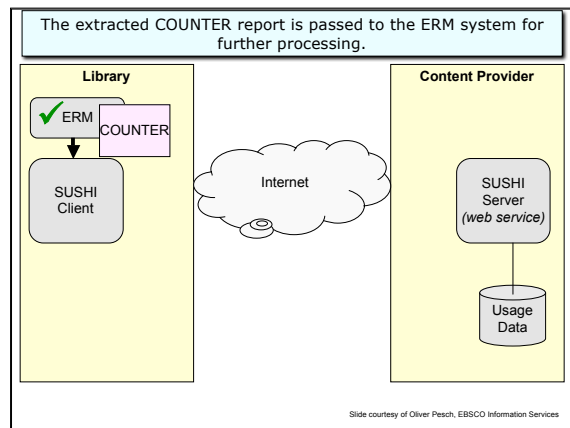 The extracted COUNTER report is passed to the ERM system for
further processing.
Library
ERM
COUNTER
SUSHI
Client
Internet
Content Provider
SUSHI
Server
(web service)
Usage
Data
Slide courtesy of Oliver Pesch, EBSCO Information Services